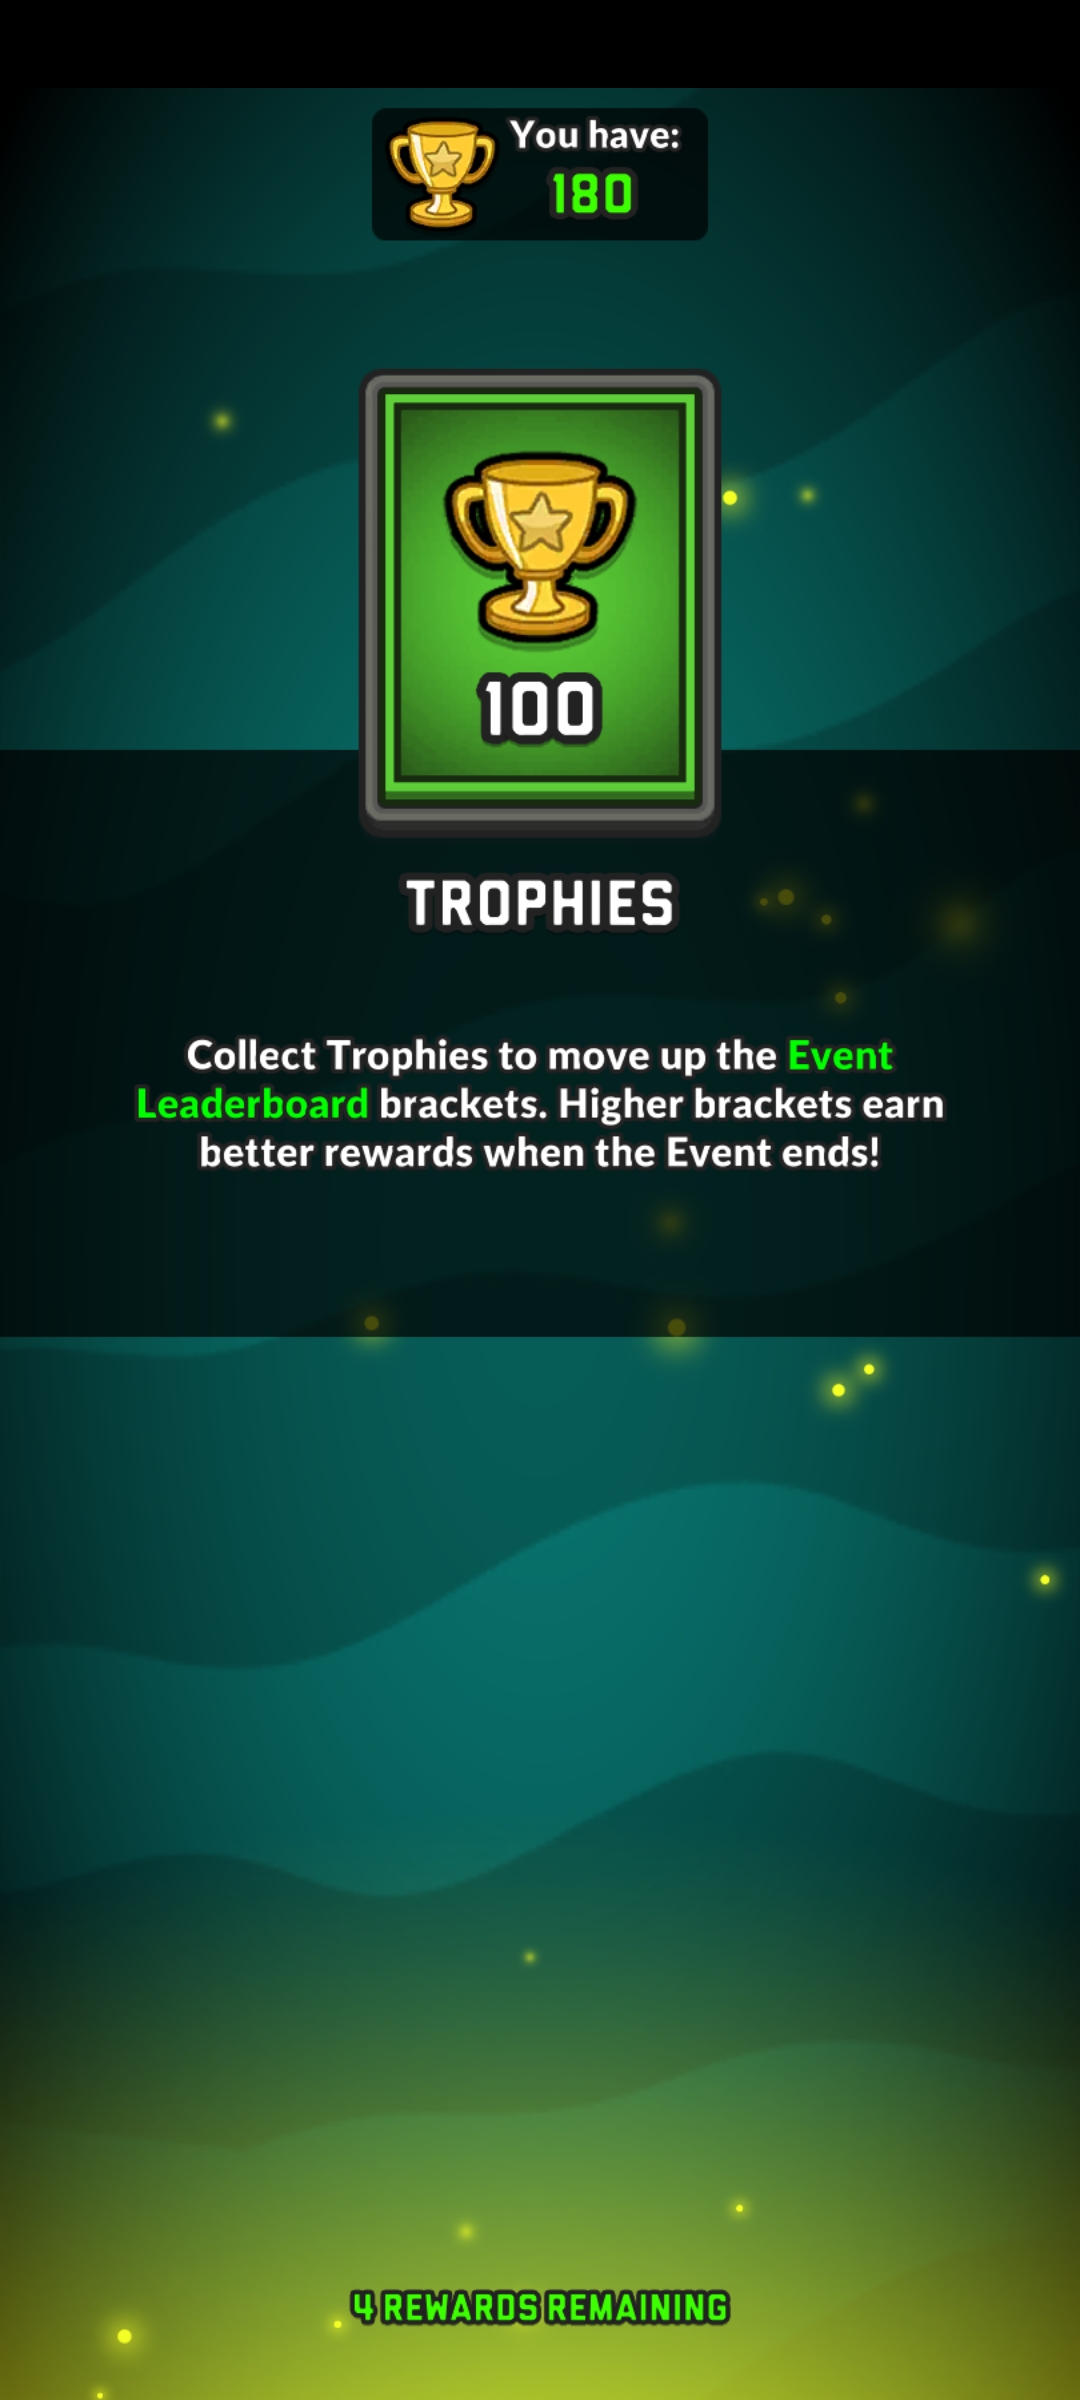 You have:
180
100
TROPHIES
Collect Trophies to move up the Event
Leaderboard brackets. Higher brackets earn
better rewards when the Event ends!
4 REWARDS REMAINING